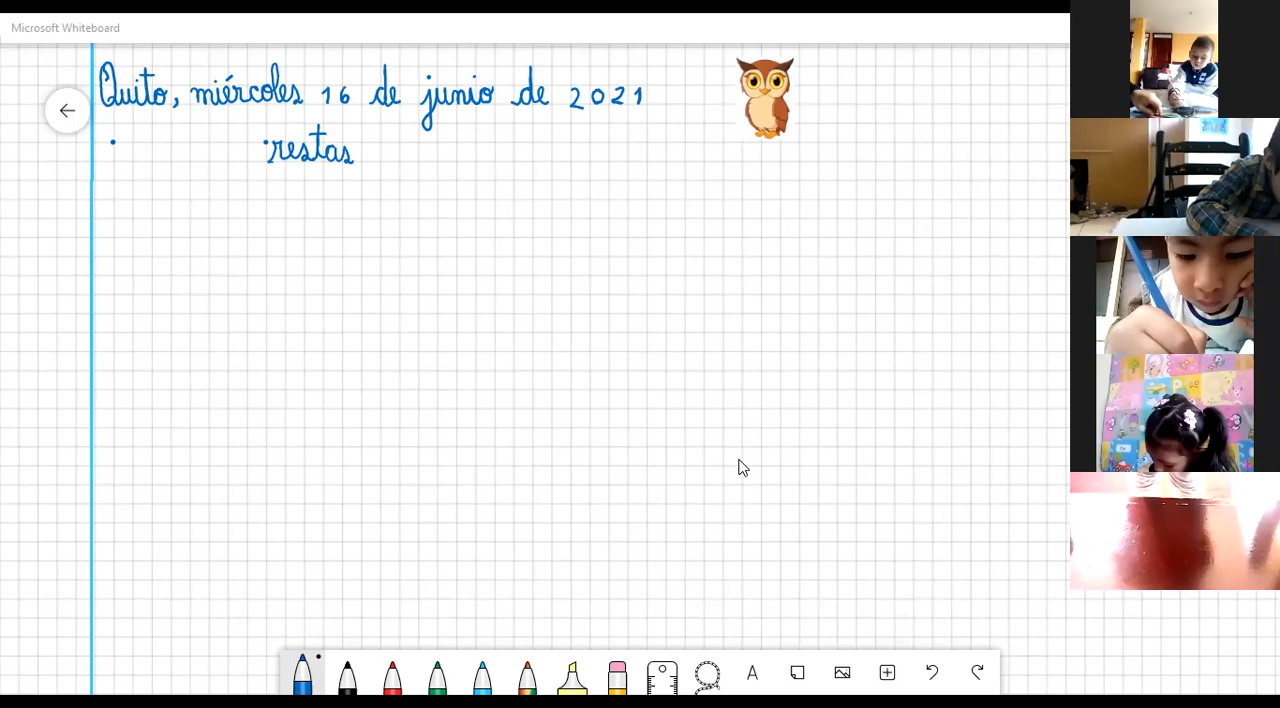 Microsoft Whiteboard
Quito, miércoles 16 de junio de 2021
restas
A